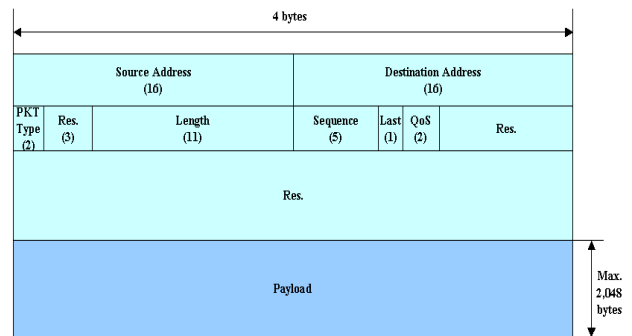 4 bytes
Source Address
(16)
Destination Address
(16)
PKT
Type
(2)
Res.
(3)
Length
(11)
Sequence
(5)
Last
(1)
QoS
(2)
Res.
Res.
Payload
Max.
2,048
bytes